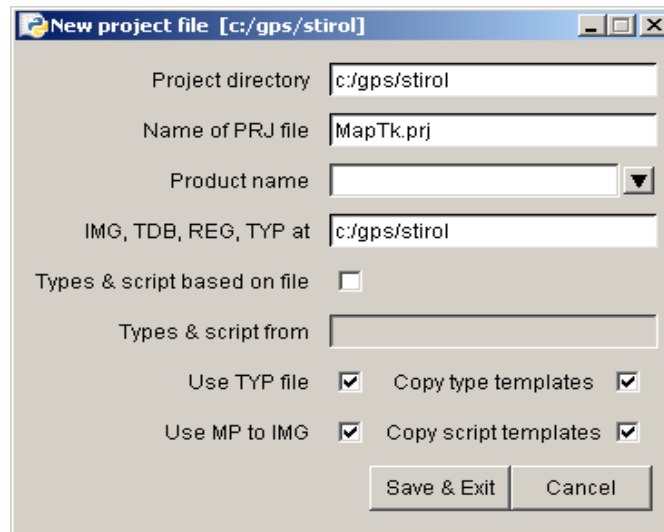 New project file [c:/gps/stirol]
Project directory c:/gps/stirol
Name of PRJ file MapTk.prj
Product name
IMG, TDB, REG, TYP at c:/gps/stirol
Types & script based on file
Types & script from
Use TYP file Copy type templates
Use MP to IMG Copy script templates
Save & Exit Cancel